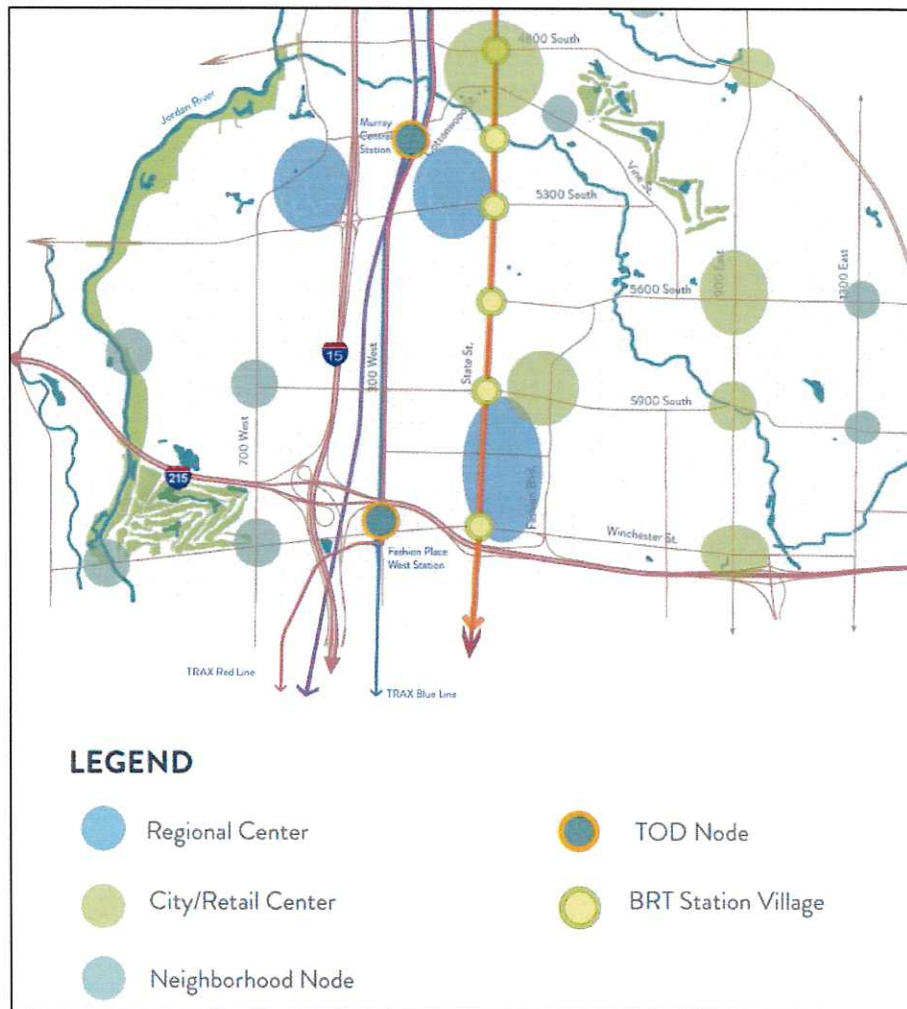 4800 South
Jordan River
Murray
Central
Station
Cottonwood St.
Vine St.
5300 South
900 East
1300 East
5600 South
15
300 West
State St.
5900 South
700 West
215
Fashion Blvd.
Winchester St.
Fashion Place
West Station
TRAX Red Line
TRAX Blue Line
LEGEND
Regional Center
TOD Node
City/Retail Center
BRT Station Village
Neighborhood Node